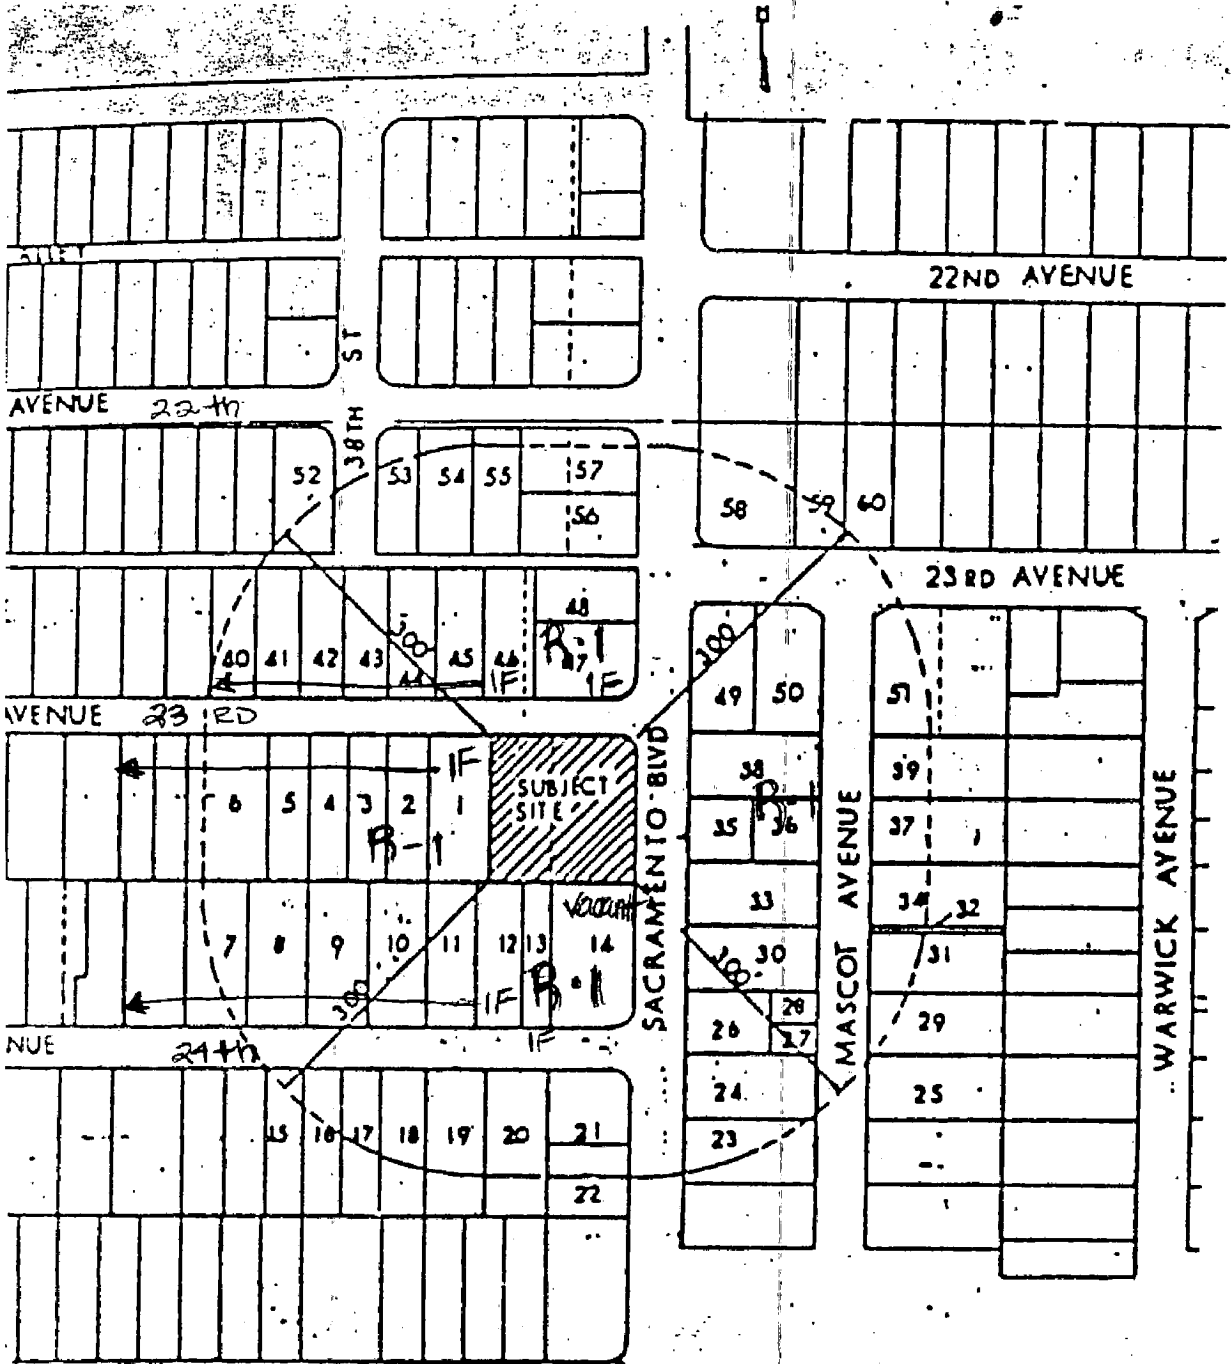 22ND AVENUE
ST
AVENUE 22th
38TH
52 53 54 55 57
56
58 59 60
23RD AVENUE
48
R-1
40 41 42 43 44 45 46 47
300
300
1F 1F
49 50 51
AVENUE 23 RD
1F
SUBJECT
SITE
6 5 4 3 2 1
R-1
38 39
R-1
35 36 37
SACRAMENTO BLVD
MASCOT AVENUE
WARWICK AVENUE
Vacant
33 34 32
7 8 9 10 11 12 13 14
R-1
30 31
300
300
1F
1F
26 28 29
27
NUE 24th
24 25
15 16 17 18 19 20 21
23
22